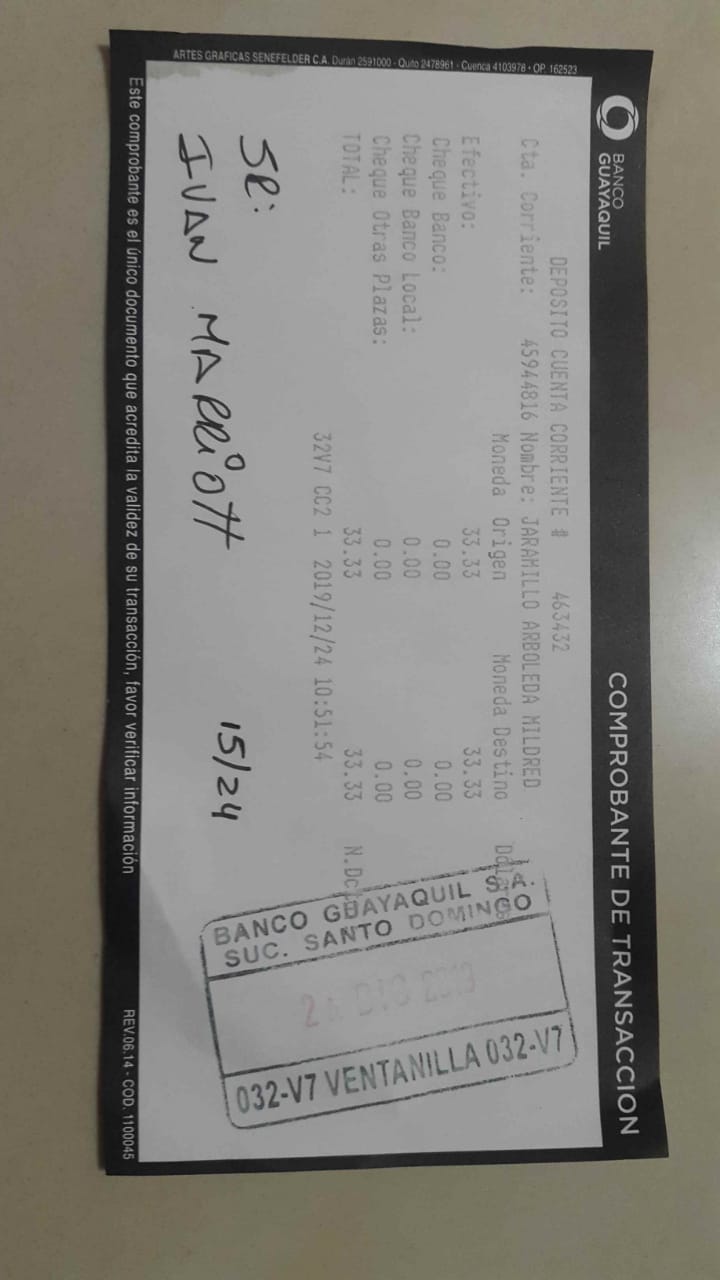 BANCO
GUAYAQUIL
COMPROBANTE DE TRANSACCION
DEPOSITO CUENTA CORRIENTE # 463432
Cta. Corriente: 45944816 Nombre: JARAMILLO ARBOLEDA MILDRED
Moneda Origen Moneda Destino Dólares
Efectivo: 33.33 33.33
Cheque Banco: 0.00 0.00
Cheque Banco Local: 0.00 0.00
Cheque Otras Plazas: 0.00 0.00
TOTAL: 33.33 33.33
32V7 CC2 1 2019/12/24 10:51:54
SR:
IVAN MARRIOTT 15/24
BANCO GUAYAQUIL S.A.
SUC. SANTO DOMINGO
24 DIC 2019
032-V7 VENTANILLA 032-V7
Este comprobante es el único documento que acredita la validez de su transacción, favor verificar información
REV.06.14 - COD. 1100045
ARTES GRAFICAS SENEFELDER C.A. Durán 2591000 - Quito 2478961 - Cuenca 4103978 - OP. 162523